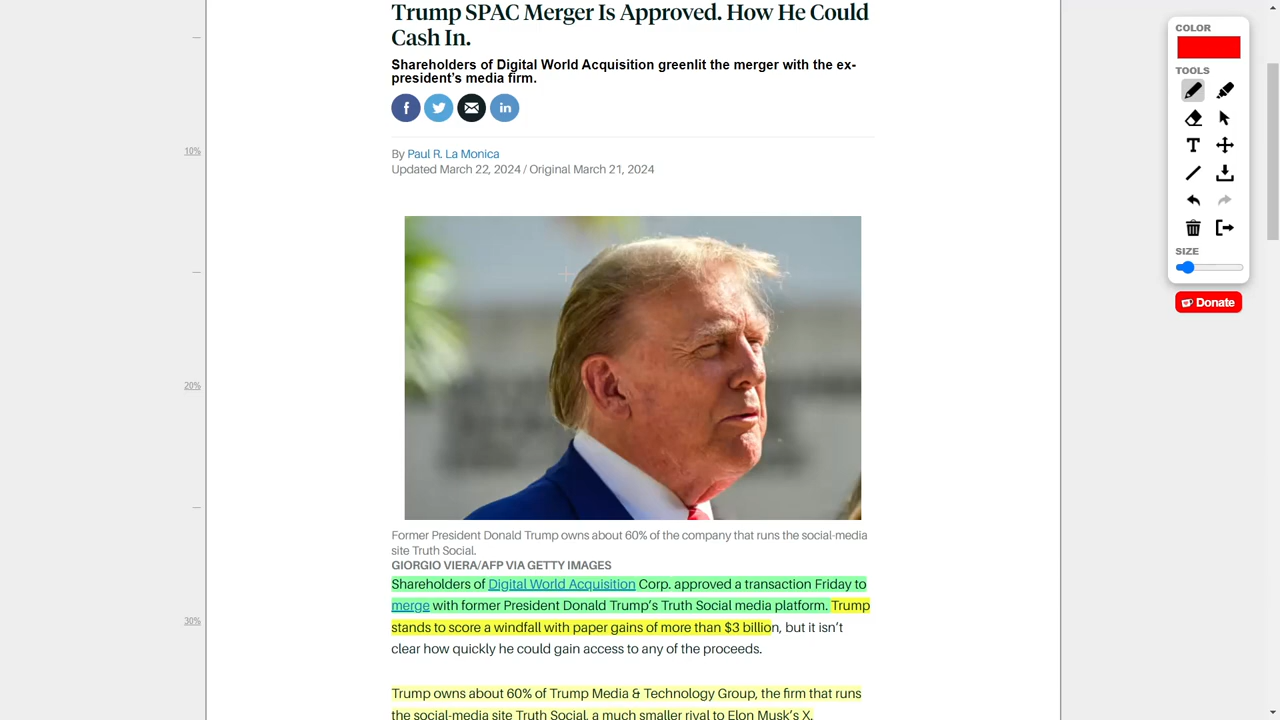 Trump SPAC Merger Is Approved. How He Could
Cash In.
Shareholders of Digital World Acquisition greenlit the merger with the ex-
president's media firm.
By Paul R. La Monica
Updated March 22, 2024 / Original March 21, 2024
Former President Donald Trump owns about 60% of the company that runs the social-media
site Truth Social.
GIORGIO VIERA/AFP VIA GETTY IMAGES
Shareholders of Digital World Acquisition Corp. approved a transaction Friday to
merge with former President Donald Trump’s Truth Social media platform. Trump
stands to score a windfall with paper gains of more than $3 billion, but it isn’t
clear how quickly he could gain access to any of the proceeds.
Trump owns about 60% of Trump Media & Technology Group, the firm that runs
the social-media site Truth Social, a much smaller rival to Elon Musk’s X.
10%
20%
30%
COLOR
TOOLS
T
SIZE
Donate